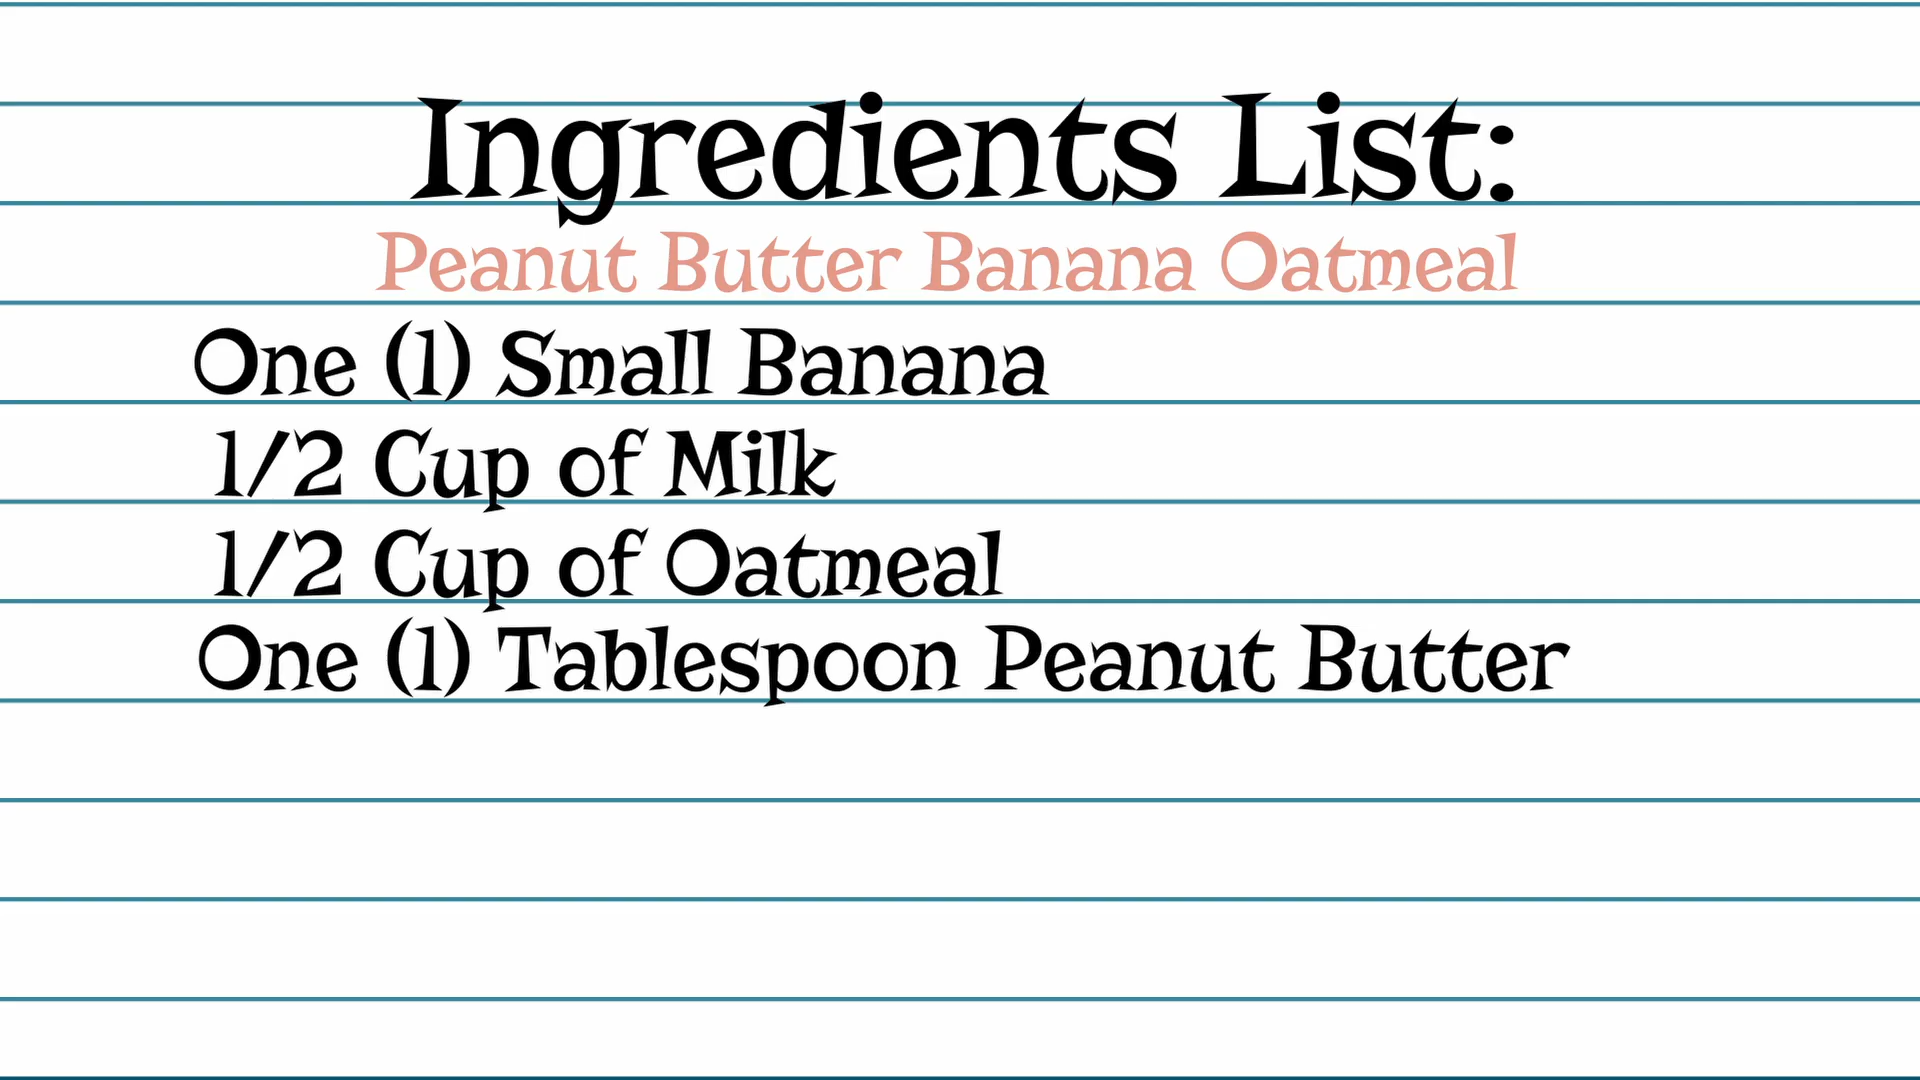 Ingredients List:
Peanut Butter Banana Oatmeal
One (1) Small Banana
1/2 Cup of Milk
1/2 Cup of Oatmeal
One (1) Tablespoon Peanut Butter